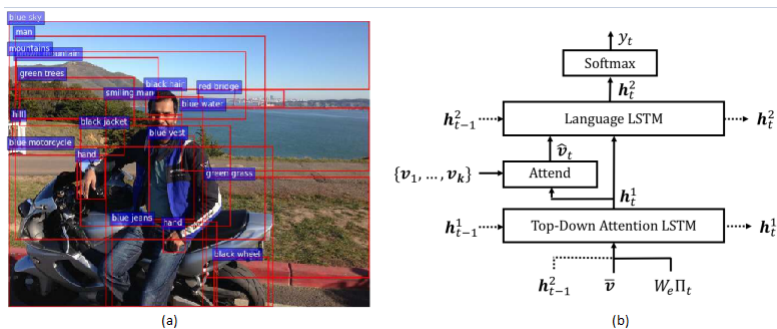 blue sky
man
mountains
mountain
green trees
black hair
smiling man
red bridge
blue water
hill
black jacket
blue vest
blue motorcycle
hand
green grass
blue jeans
hand
black wheel
(a)
y_t
Softmax
h_t^2
h_{t-1}^2 Language LSTM h_t^2
v̂_t
{v_1, …, v_k} Attend
h_t^1
h_{t-1}^1 Top-Down Attention LSTM h_t^1
h_{t-1}^2 v̄ W_eΠ_t
(b)